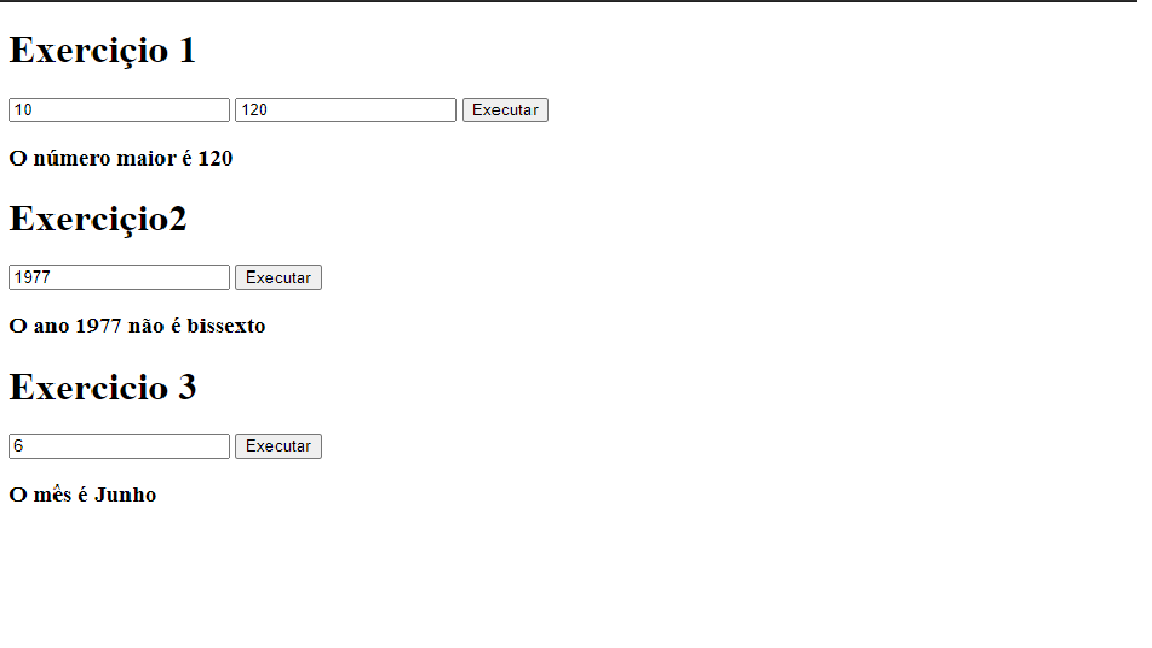 Exerciçio 1
10 120 Executar
O número maior é 120
Exerciçio2
1977 Executar
O ano 1977 não é bissexto
Exercicio 3
6 Executar
O mês é Junho